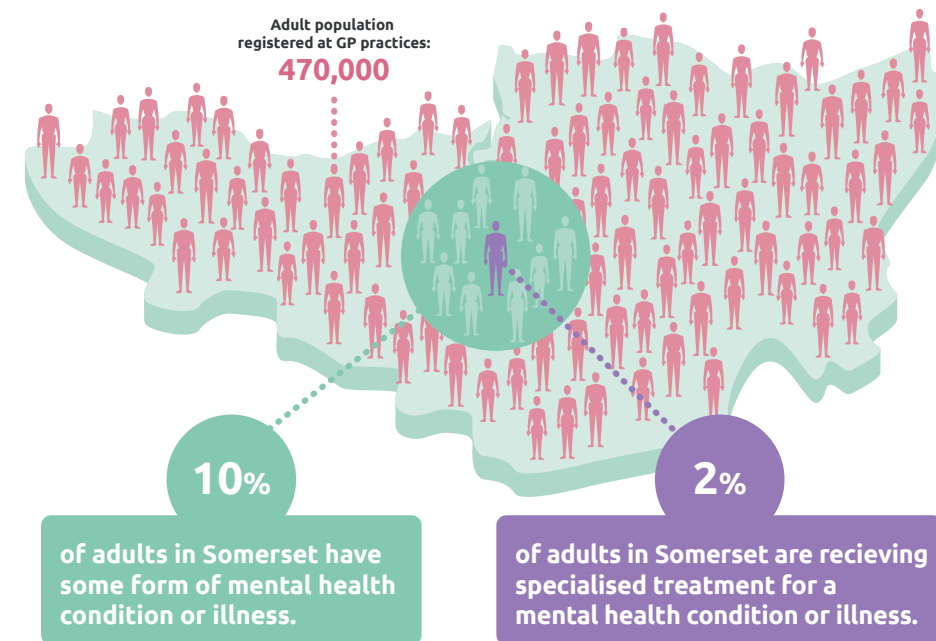 Adult population
registered at GP practices:
470,000
10%
of adults in Somerset have
some form of mental health
condition or illness.
2%
of adults in Somerset are recieving
specialised treatment for a
mental health condition or illness.